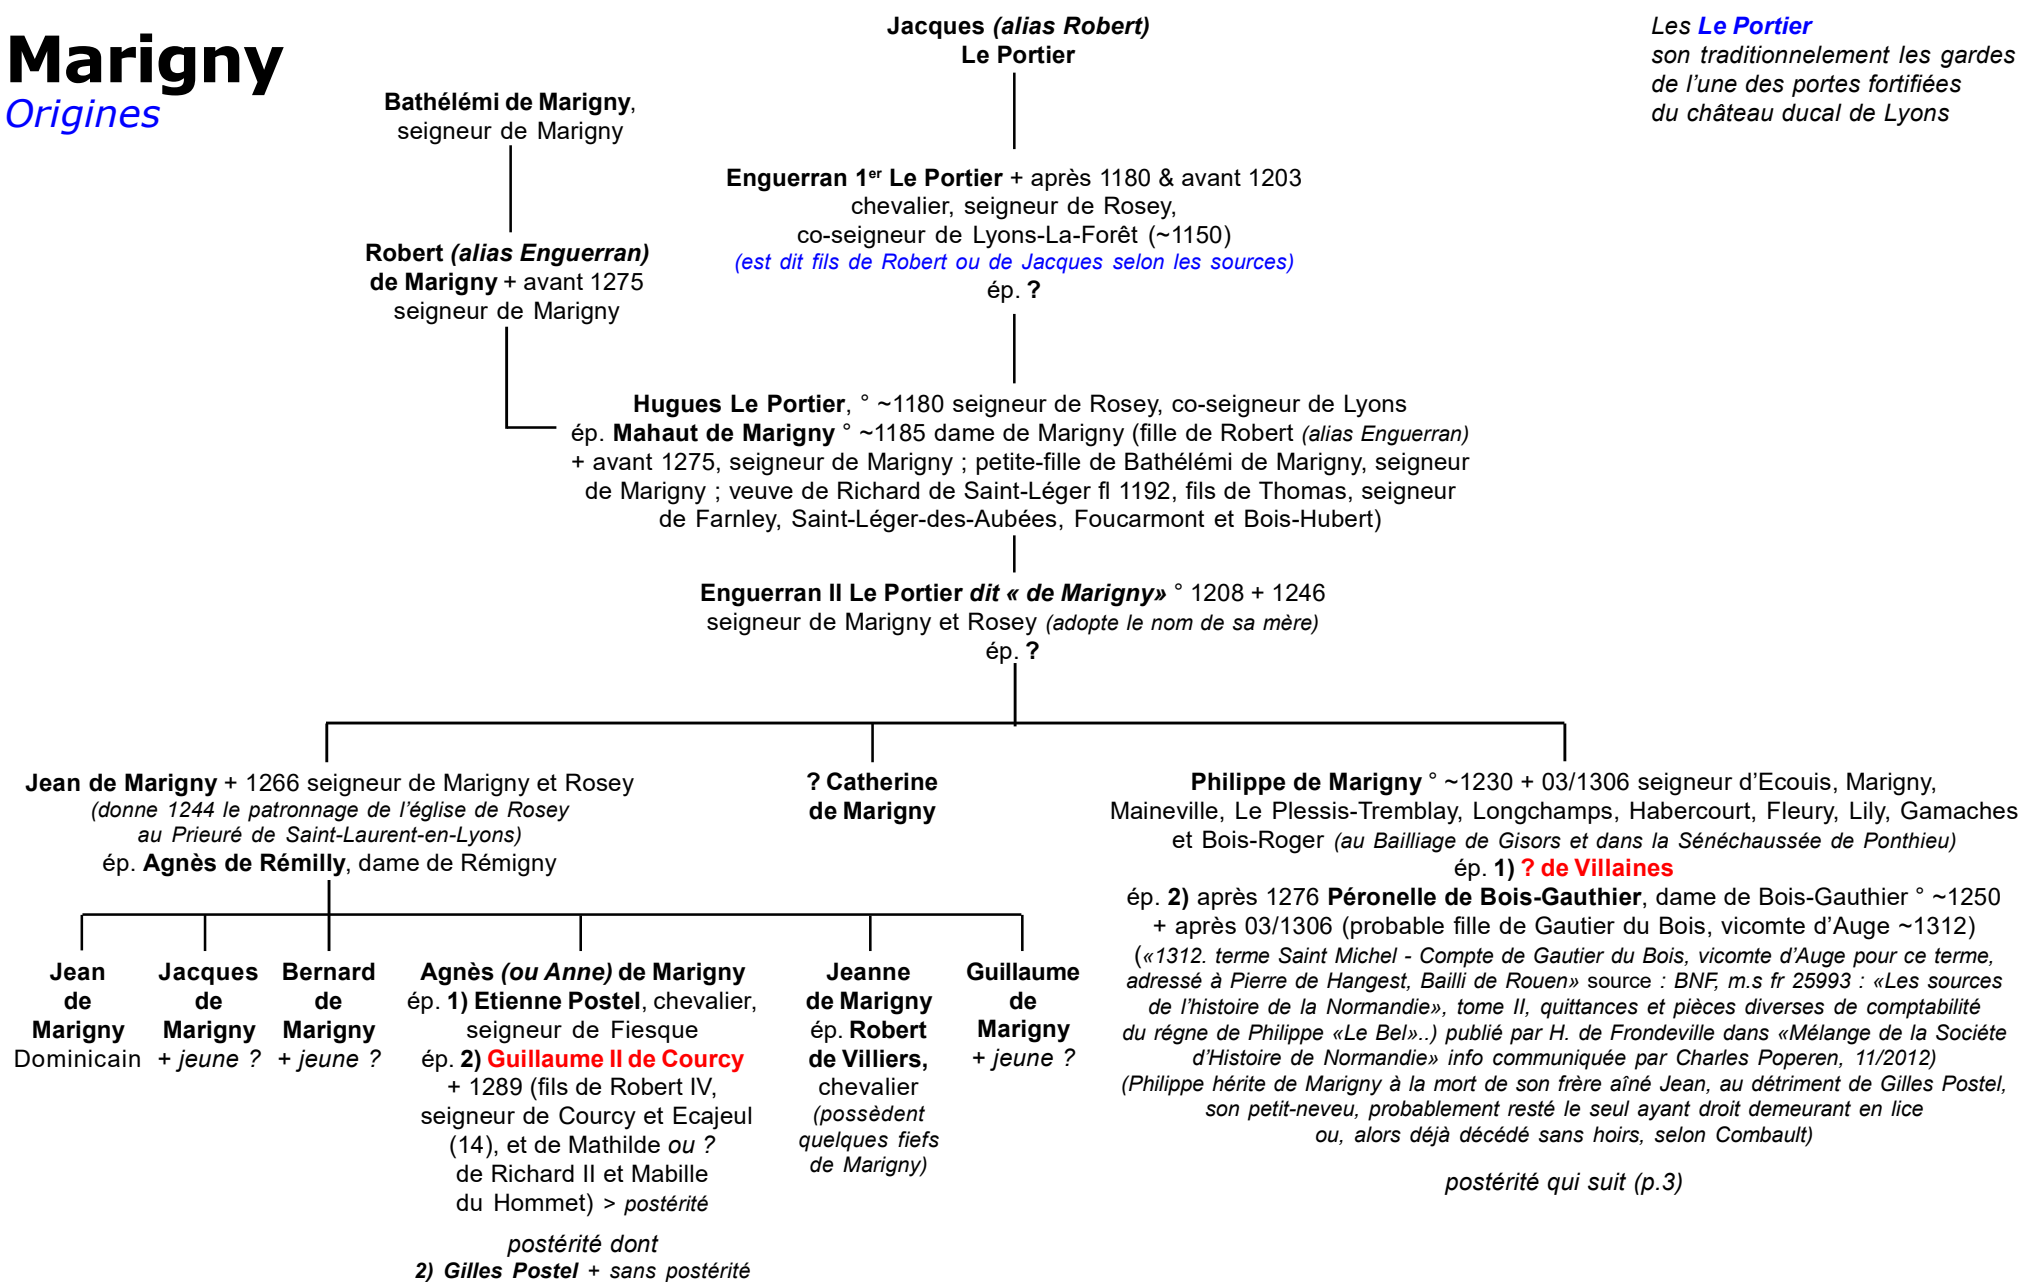 Marigny
Origines
Les Le Portier
son traditionnelement les gardes
de l'une des portes fortifiées
du château ducal de Lyons
Jacques (alias Robert)
Le Portier
Bathélémi de Marigny,
seigneur de Marigny
Enguerran 1er Le Portier + après 1180 & avant 1203
chevalier, seigneur de Rosey,
co-seigneur de Lyons-La-Forêt (~1150)
(est dit fils de Robert ou de Jacques selon les sources)
ép. ?
Robert (alias Enguerran)
de Marigny + avant 1275
seigneur de Marigny
Hugues Le Portier, ° ~1180 seigneur de Rosey, co-seigneur de Lyons
ép. Mahaut de Marigny ° ~1185 dame de Marigny (fille de Robert (alias Enguerran)
+ avant 1275, seigneur de Marigny ; petite-fille de Bathélémi de Marigny, seigneur
de Marigny ; veuve de Richard de Saint-Léger fl 1192, fils de Thomas, seigneur
de Farnley, Saint-Léger-des-Aubées, Foucarmont et Bois-Hubert)
Enguerran II Le Portier dit « de Marigny» ° 1208 + 1246
seigneur de Marigny et Rosey (adopte le nom de sa mère)
ép. ?
Jean de Marigny + 1266 seigneur de Marigny et Rosey
(donne 1244 le patronnage de l'église de Rosey
au Prieuré de Saint-Laurent-en-Lyons)
ép. Agnès de Rémilly, dame de Rémigny
? Catherine
de Marigny
Philippe de Marigny ° ~1230 + 03/1306 seigneur d'Ecouis, Marigny,
Maineville, Le Plessis-Tremblay, Longchamps, Habercourt, Fleury, Lily, Gamaches
et Bois-Roger (au Bailliage de Gisors et dans la Sénéchaussée de Ponthieu)
ép. 1) ? de Villaines
ép. 2) après 1276 Péronelle de Bois-Gauthier, dame de Bois-Gauthier ° ~1250
+ après 03/1306 (probable fille de Gautier du Bois, vicomte d'Auge ~1312)
(«1312. terme Saint Michel - Compte de Gautier du Bois, vicomte d'Auge pour ce terme,
adressé à Pierre de Hangest, Bailli de Rouen» source : BNF, m.s fr 25993 : «Les sources
de l'histoire de la Normandie», tome II, quittances et pièces diverses de comptabilité
du régne de Philippe «Le Bel»..) publié par H. de Frondeville dans «Mélange de la Sociéte
d'Histoire de Normandie» info communiquée par Charles Poperen, 11/2012)
(Philippe hérite de Marigny à la mort de son frère aîné Jean, au détriment de Gilles Postel,
son petit-neveu, probablement resté le seul ayant droit demeurant en lice
ou, alors déjà décédé sans hoirs, selon Combault)
postérité qui suit (p.3)
Jean
de
Marigny
Dominicain
Jacques
de
Marigny
+ jeune ?
Bernard
de
Marigny
+ jeune ?
Agnès (ou Anne) de Marigny
ép. 1) Etienne Postel, chevalier,
seigneur de Fiesque
ép. 2) Guillaume II de Courcy
+ 1289 (fils de Robert IV,
seigneur de Courcy et Ecajeul
(14), et de Mathilde ou ?
de Richard II et Mabille
du Hommet) > postérité
postérité dont
2) Gilles Postel + sans postérité
Jeanne
de Marigny
ép. Robert
de Villiers,
chevalier
(possèdent
quelques fiefs
de Marigny)
Guillaume
de
Marigny
+ jeune ?